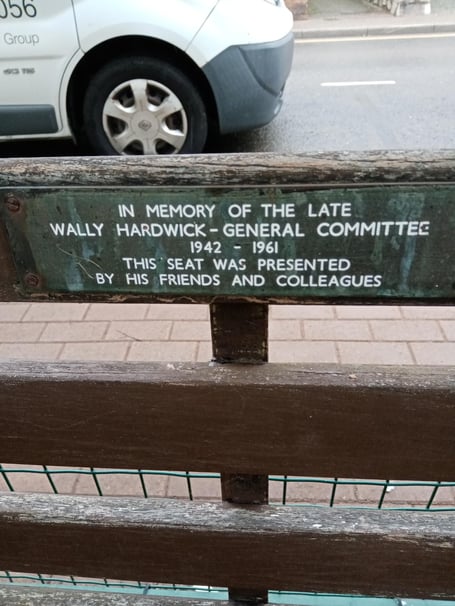 056
Group
IN MEMORY OF THE LATE
WALLY HARDWICK - GENERAL COMMITTEE
1942 - 1961
THIS SEAT WAS PRESENTED
BY HIS FRIENDS AND COLLEAGUES